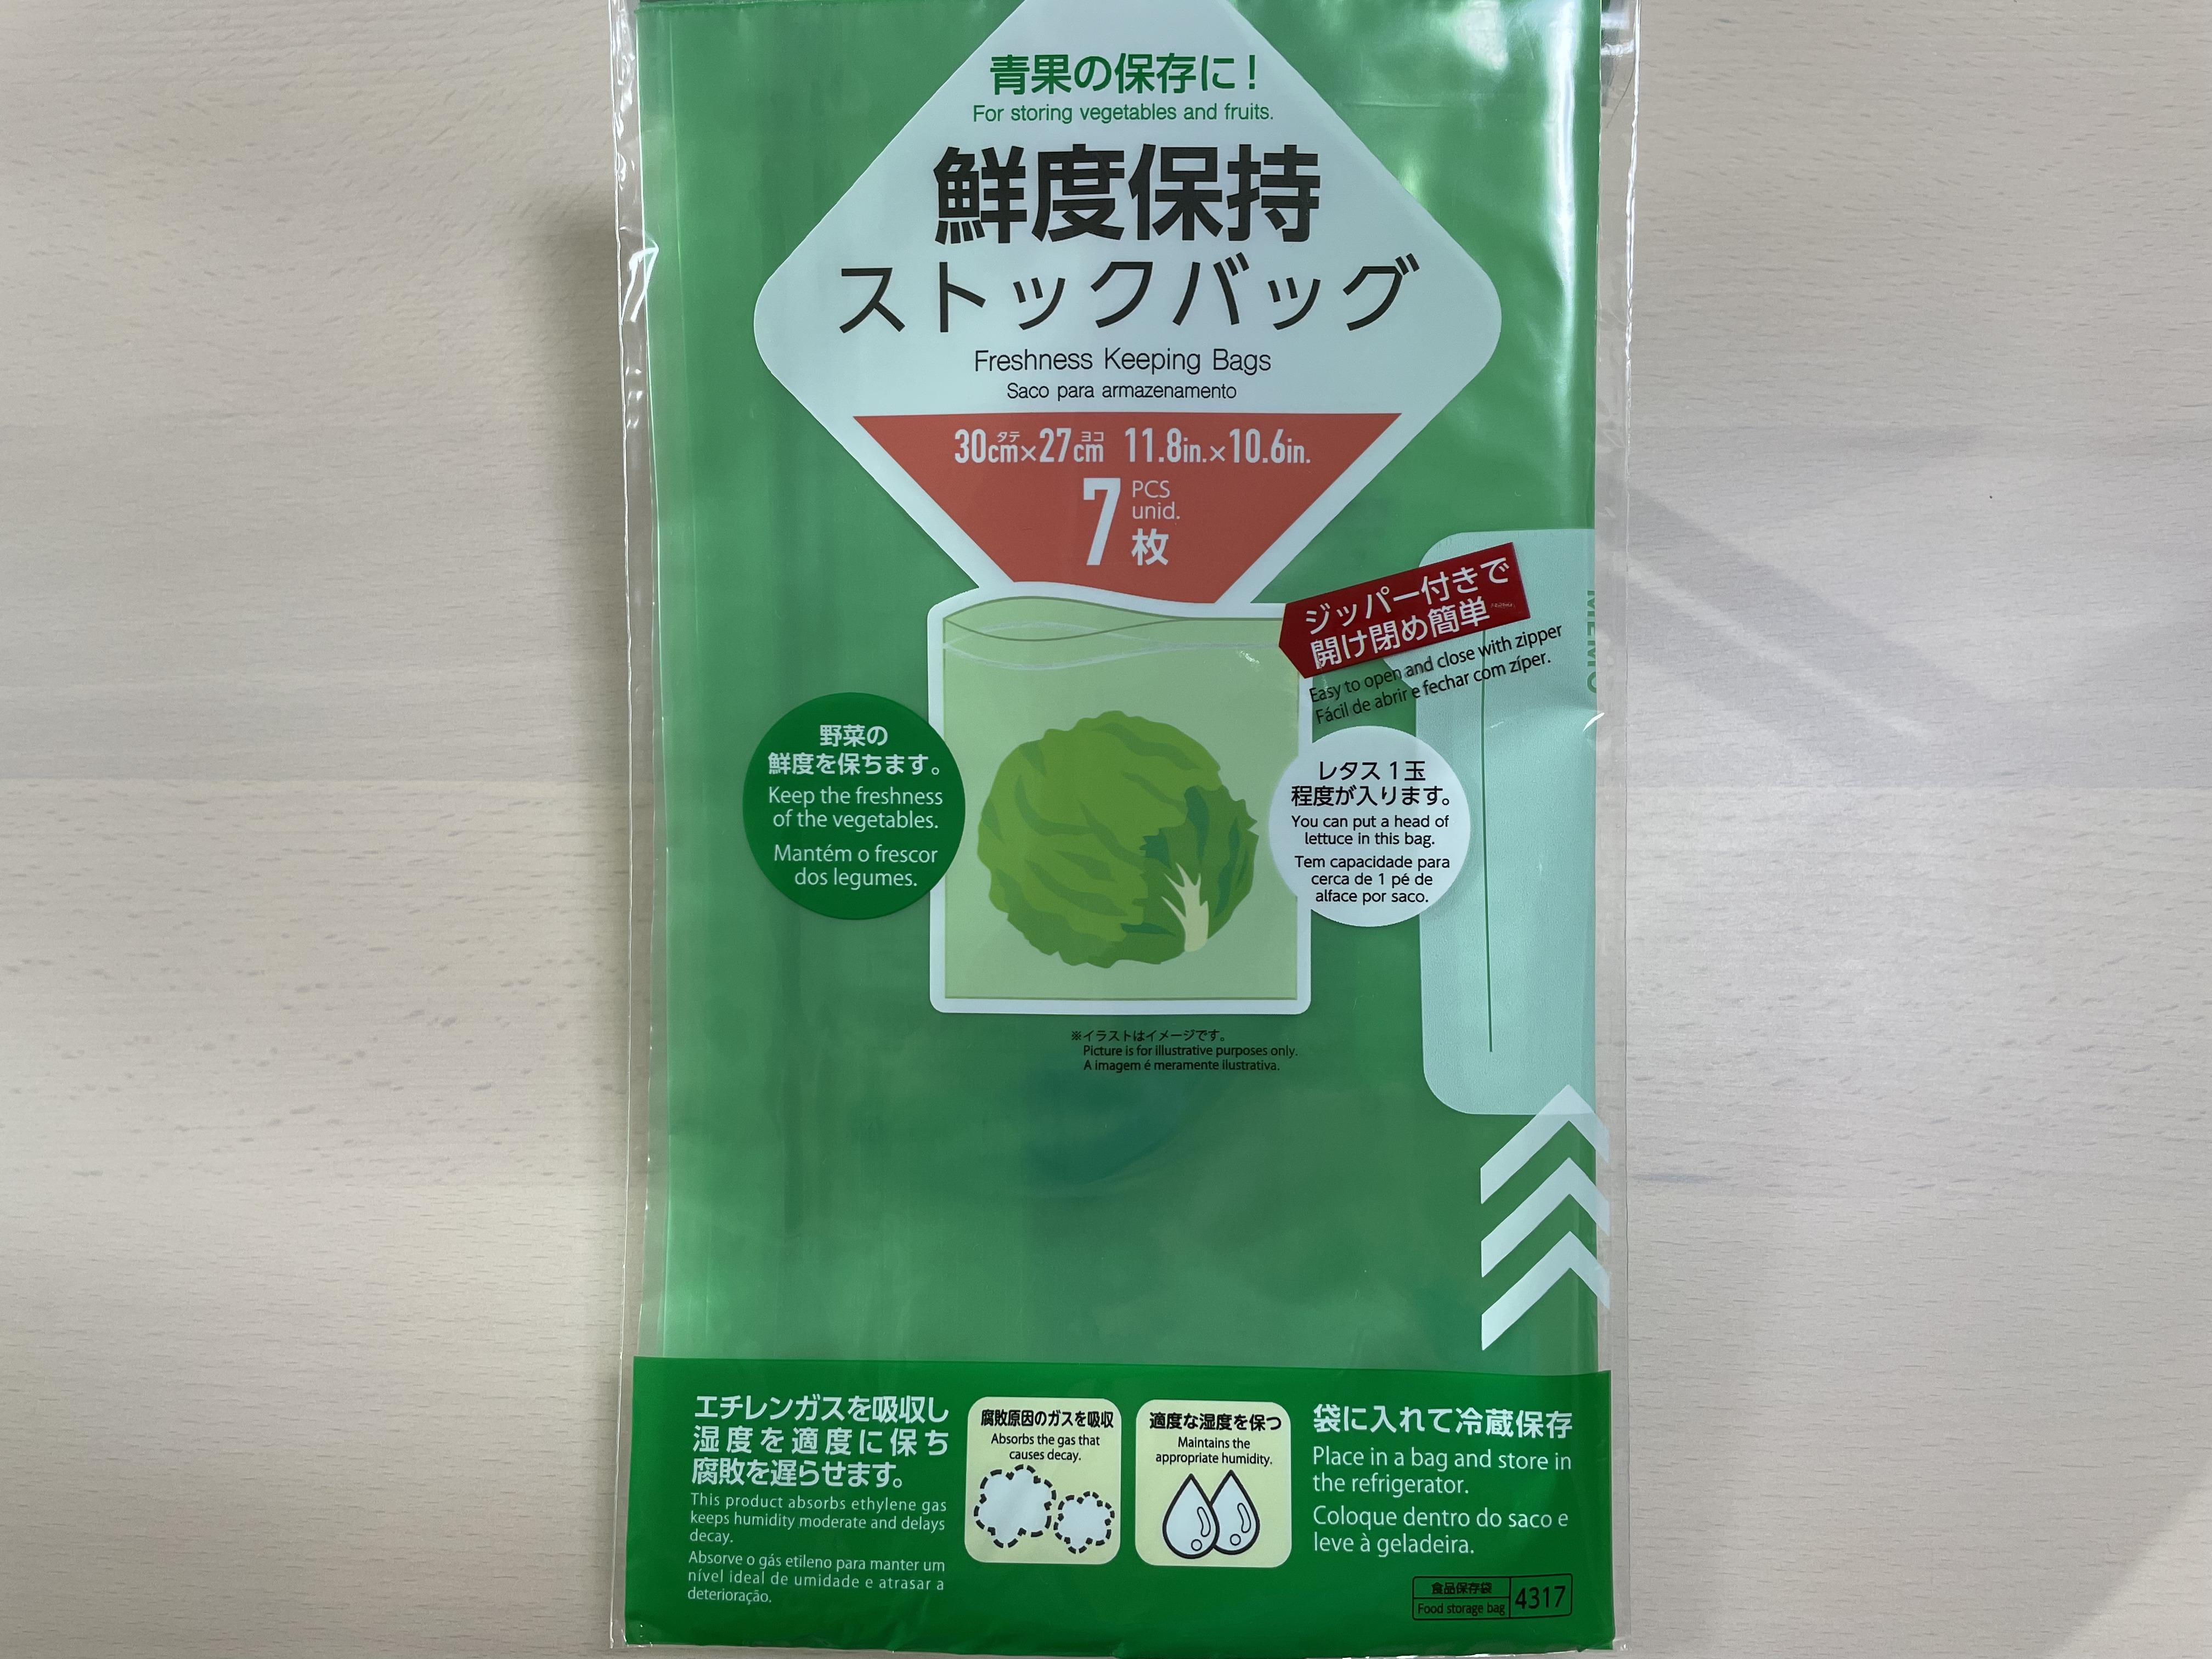 青果の保存に!
For storing vegetables and fruits.
鮮度保持
ストックバッグ
Freshness Keeping Bags
Saco para armazenamento
タテ ヨコ
30cm×27cm 11.8in.×10.6in.
7 PCS
unid.
枚
ジッパー付きで
開け閉め簡単
Easy to open and close with zipper
Fácil de abrir e fechar com zíper.
MEMO
野菜の
鮮度を保ちます。
Keep the freshness
of the vegetables.
Mantém o frescor
dos legumes.
レタス1玉
程度が入ります。
You can put a head of
lettuce in this bag.
Tem capacidade para
cerca de 1 pé de
alface por saco.
※イラストはイメージです。
Picture is for illustrative purposes only.
A imagem é meramente ilustrativa.
エチレンガスを吸収し
湿度を適度に保ち
腐敗を遅らせます。
This product absorbs ethylene gas
keeps humidity moderate and delays
decay.
Absorve o gás etileno para manter um
nível ideal de umidade e atrasar a
deterioração.
腐敗原因のガスを吸収
Absorbs the gas that
causes decay.
適度な湿度を保つ
Maintains the
appropriate humidity.
袋に入れて冷蔵保存
Place in a bag and store in
the refrigerator.
Coloque dentro do saco e
leve à geladeira.
食品保存袋
Food storage bag
4317